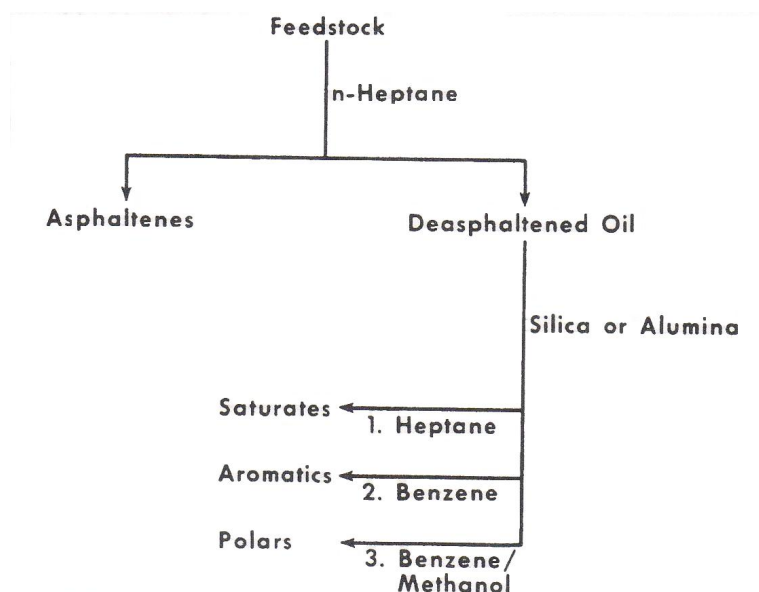 Feedstock
n-Heptane
Asphaltenes
Deasphaltened Oil
Silica or Alumina
Saturates
1. Heptane
Aromatics
2. Benzene
Polars
3. Benzene/
Methanol